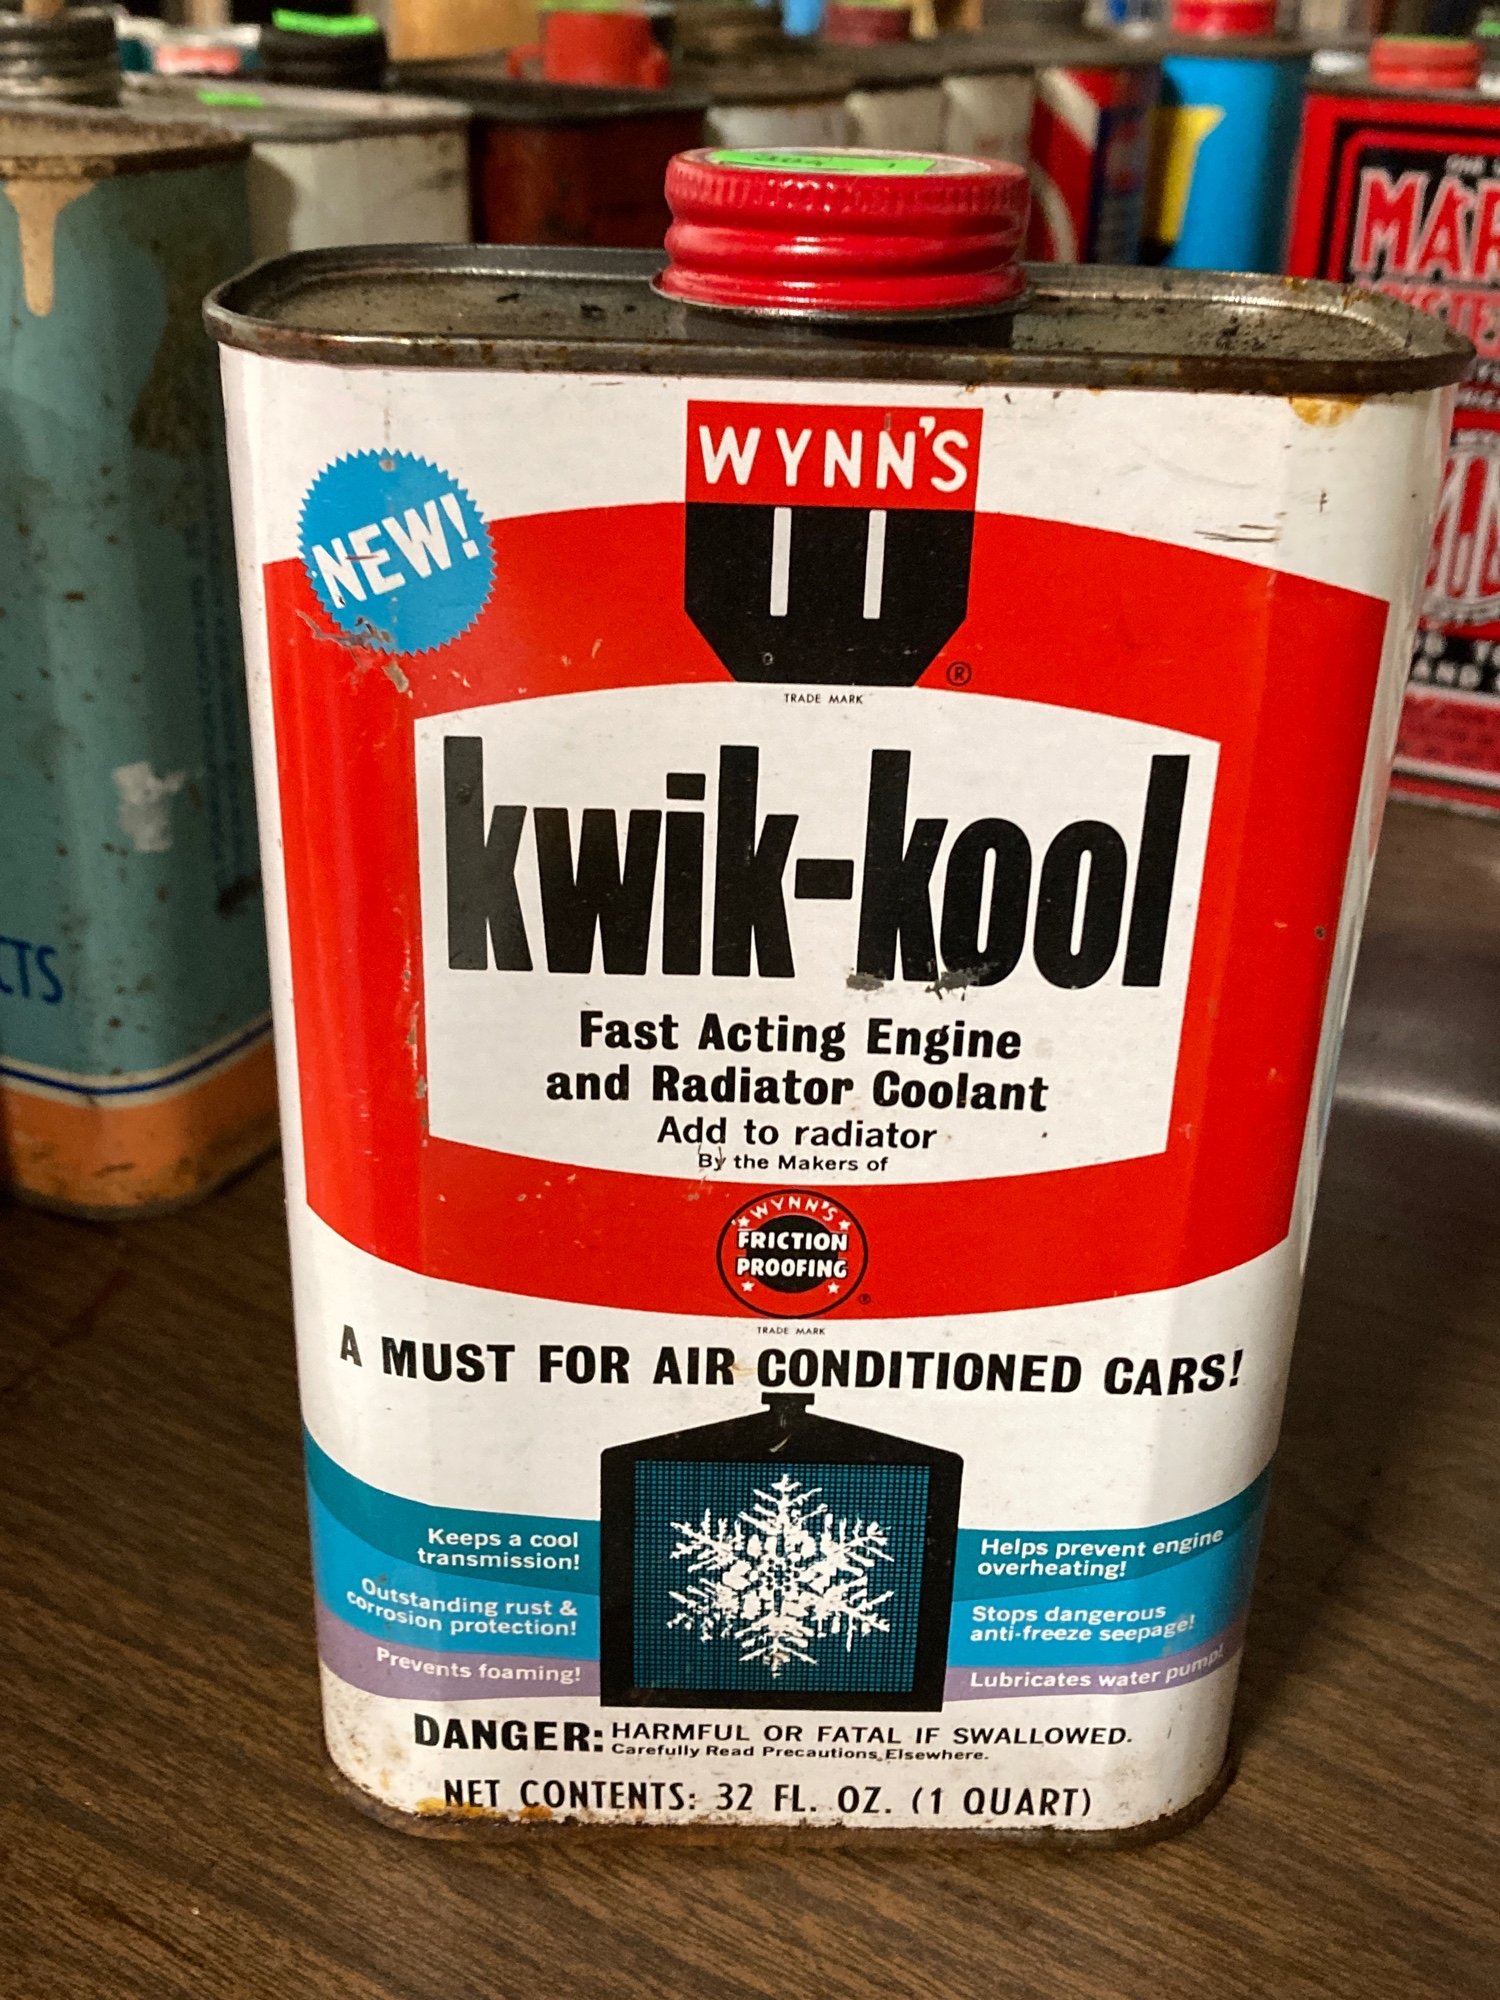 WYNN'S
NEW!
®
TRADE MARK
kwik-kool
Fast Acting Engine
and Radiator Coolant
Add to radiator
By the Makers of
WYNN'S
FRICTION
PROOFING
®
TRADE MARK
A MUST FOR AIR CONDITIONED CARS!
Keeps a cool
transmission!
Outstanding rust &
corrosion protection!
Prevents foaming!
Helps prevent engine
overheating!
Stops dangerous
anti-freeze seepage!
Lubricates water pump!
DANGER: HARMFUL OR FATAL IF SWALLOWED.
Carefully Read Precautions Elsewhere.
NET CONTENTS: 32 FL. OZ. (1 QUART)
CTS
MAR